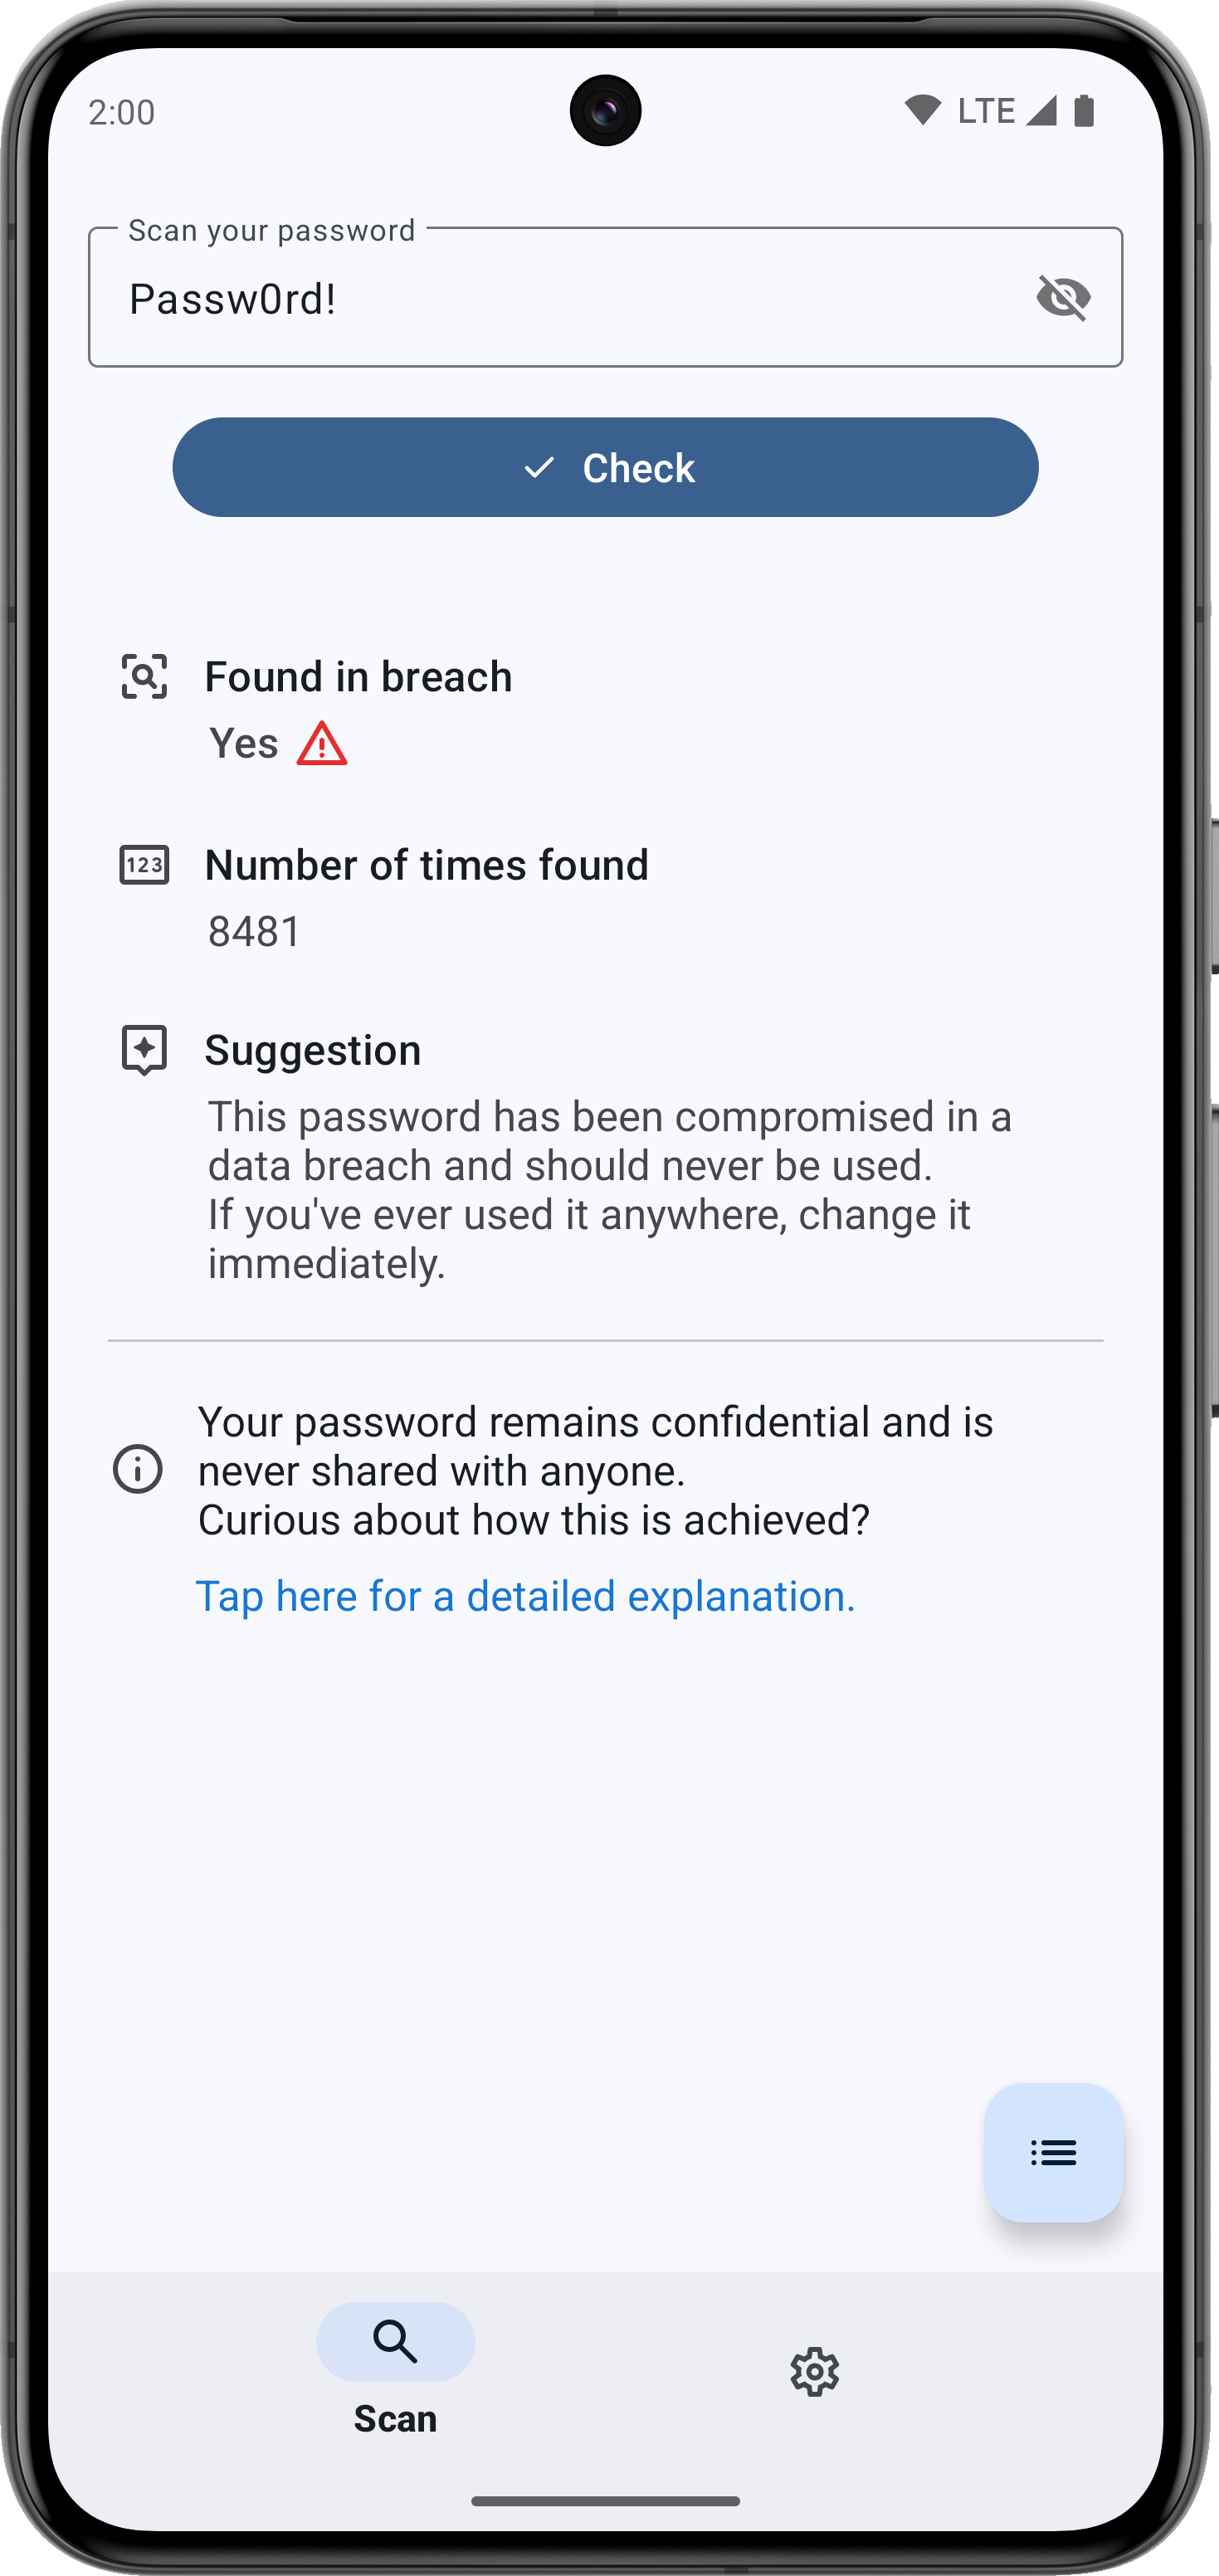 2:00
LTE
Scan your password
Passw0rd!
Check
Found in breach
Yes
123
Number of times found
8481
Suggestion
This password has been compromised in a
data breach and should never be used.
If you've ever used it anywhere, change it
immediately.
Your password remains confidential and is
never shared with anyone.
Curious about how this is achieved?
Tap here for a detailed explanation.
Scan